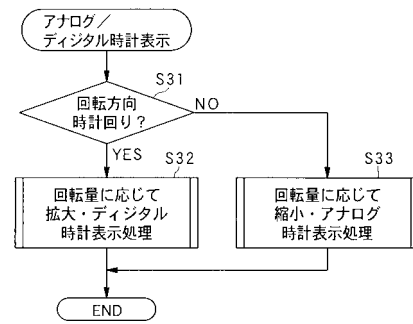 アナログ／
ディジタル時計表示
S31
回転方向
時計回り？
NO
YES
S32
回転量に応じて
拡大・ディジタル
時計表示処理
S33
回転量に応じて
縮小・アナログ
時計表示処理
END